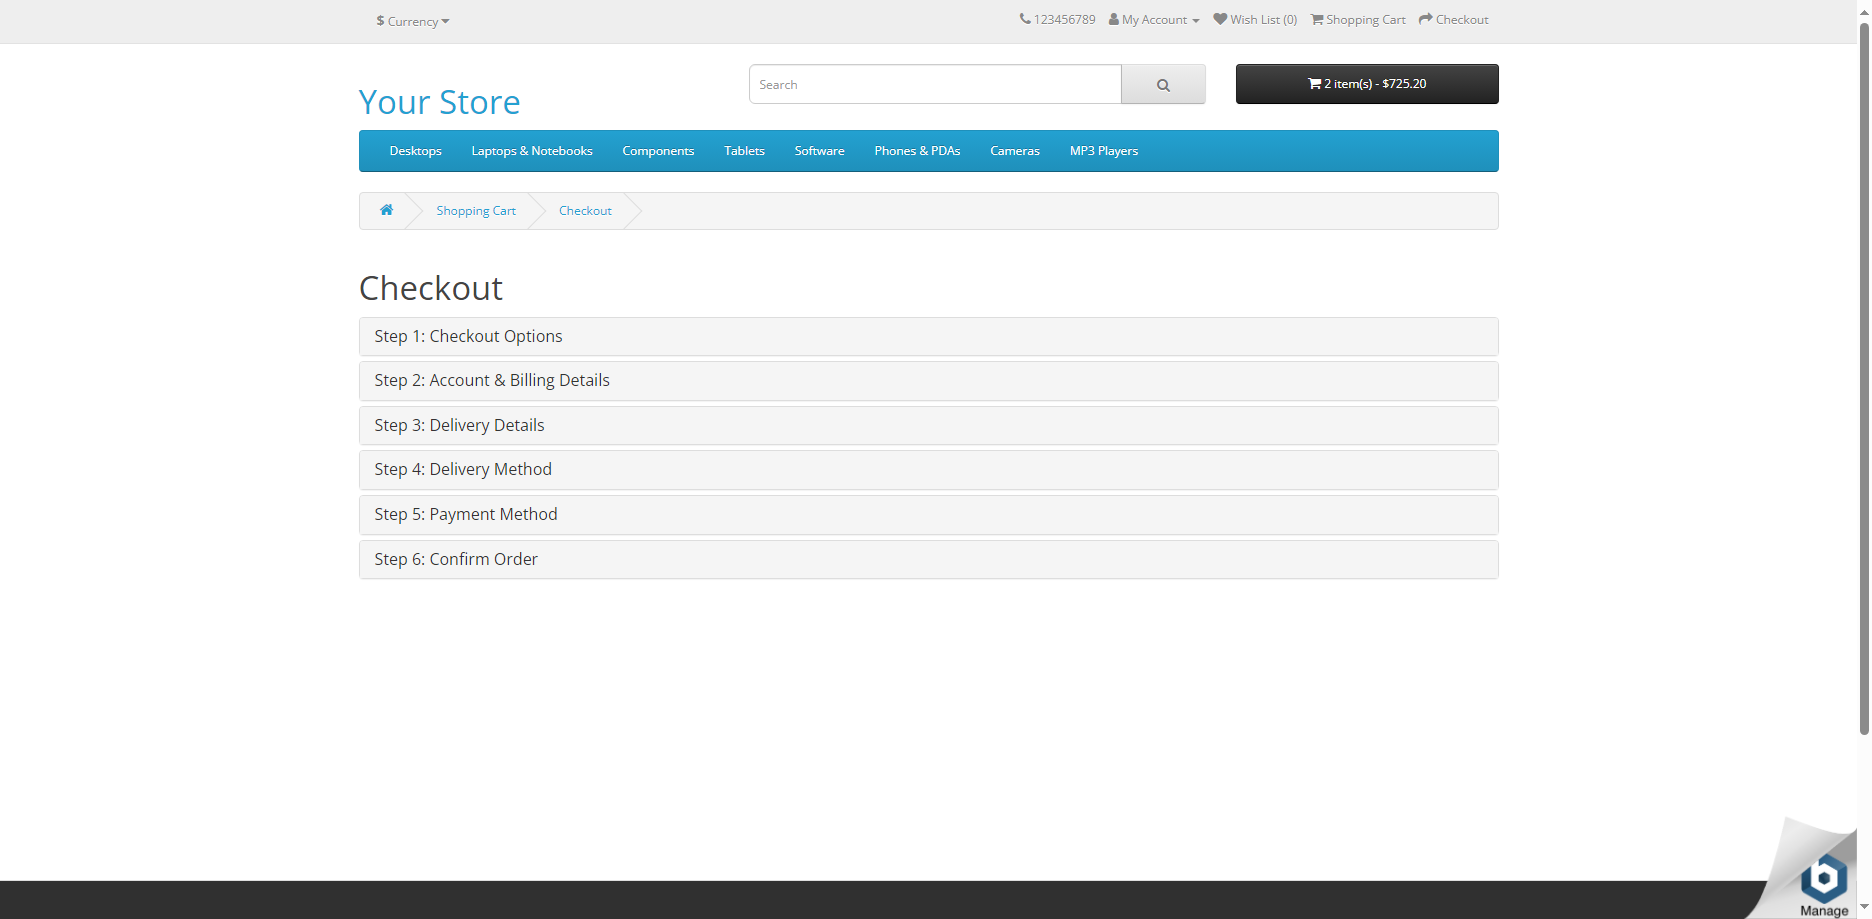 $ Currency
123456789 My Account Wish List (0) Shopping Cart Checkout
Your Store
Search
2 item(s) - $725.20
Desktops Laptops & Notebooks Components Tablets Software Phones & PDAs Cameras MP3 Players
Shopping Cart Checkout
Checkout
Step 1: Checkout Options
Step 2: Account & Billing Details
Step 3: Delivery Details
Step 4: Delivery Method
Step 5: Payment Method
Step 6: Confirm Order
b
Manage